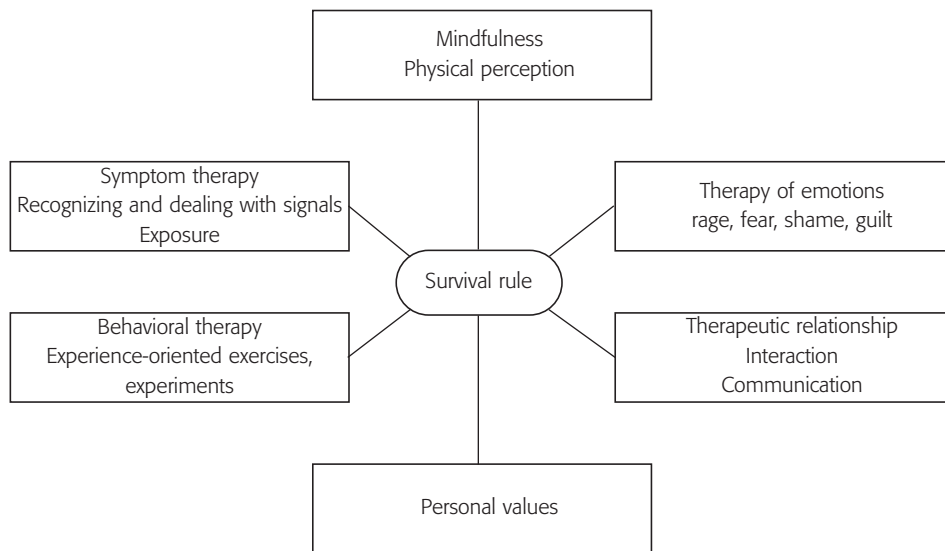 Mindfulness
Physical perception
Symptom therapy
Recognizing and dealing with signals
Exposure
Therapy of emotions
rage, fear, shame, guilt
Survival rule
Behavioral therapy
Experience-oriented exercises,
experiments
Therapeutic relationship
Interaction
Communication
Personal values